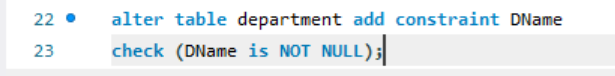 22 alter table department add constraint DName
23 check (DName is NOT NULL);